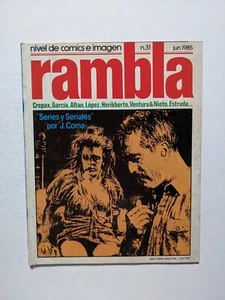 nivel de comics e imagen n.31 jun 1985
rambla
Crepax, García, Altan, López, Herikberto, Ventura & Nieto, Estrada...
"Series y Seriales"
por J. Coma